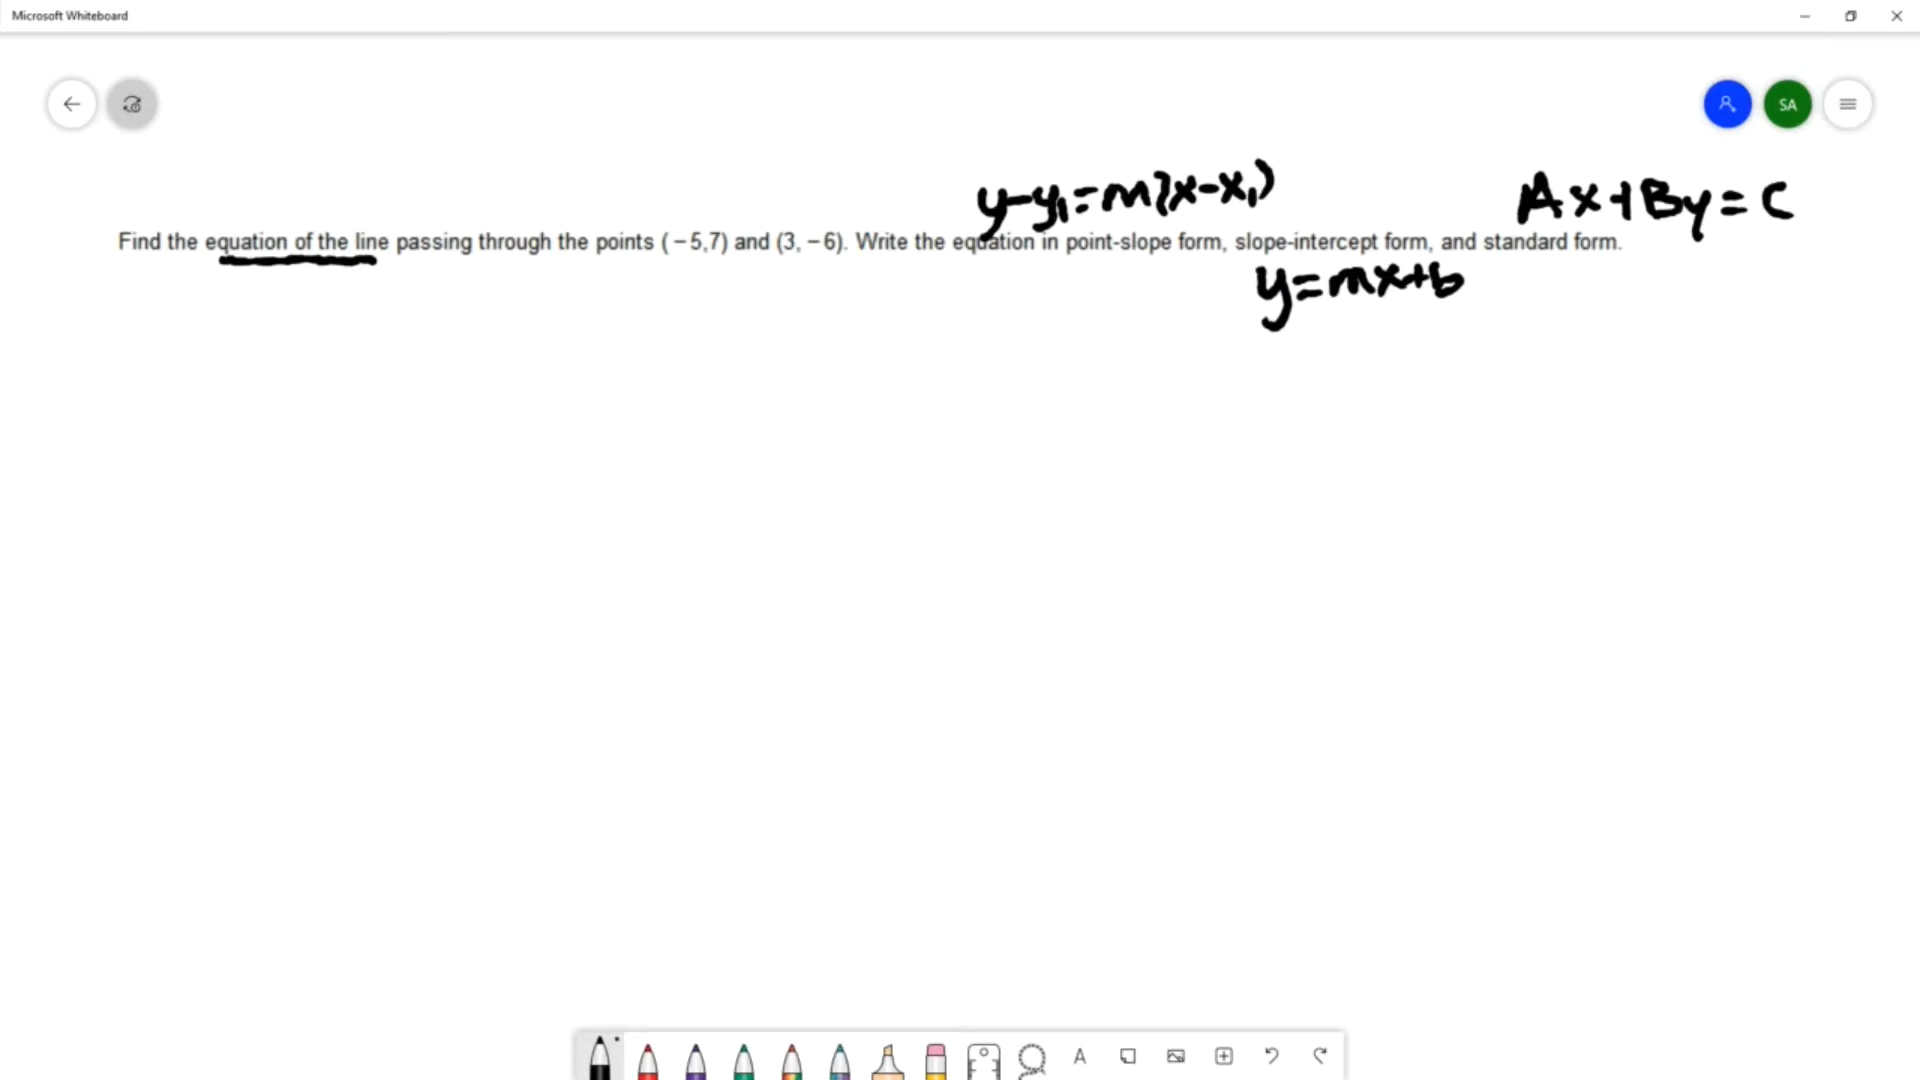 Microsoft Whiteboard
SA
y-y₁=m(x-x₁)
Ax+By=C
Find the equation of the line passing through the points (−5,7) and (3, −6). Write the equation in point-slope form, slope-intercept form, and standard form.
y=mx+b
A